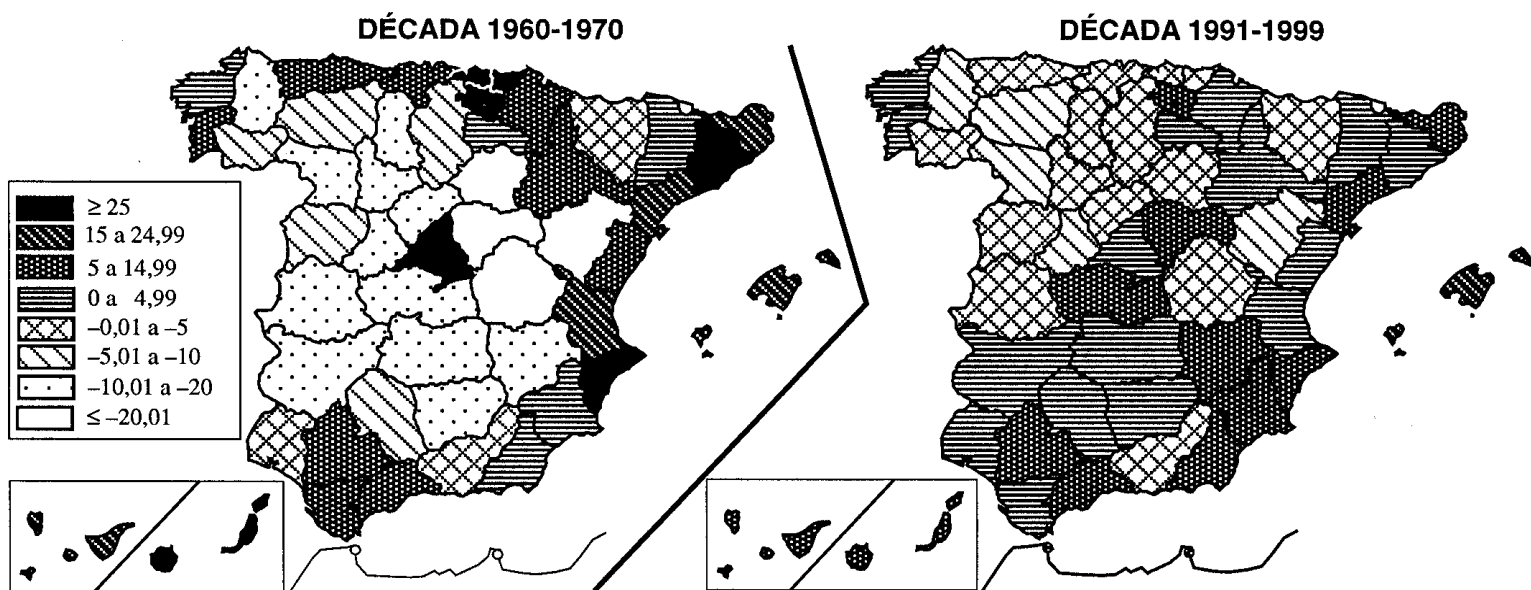 DÉCADA 1960-1970
DÉCADA 1991-1999
≥ 25
15 a 24,99
5 a 14,99
0 a 4,99
–0,01 a –5
–5,01 a –10
–10,01 a –20
≤ –20,01